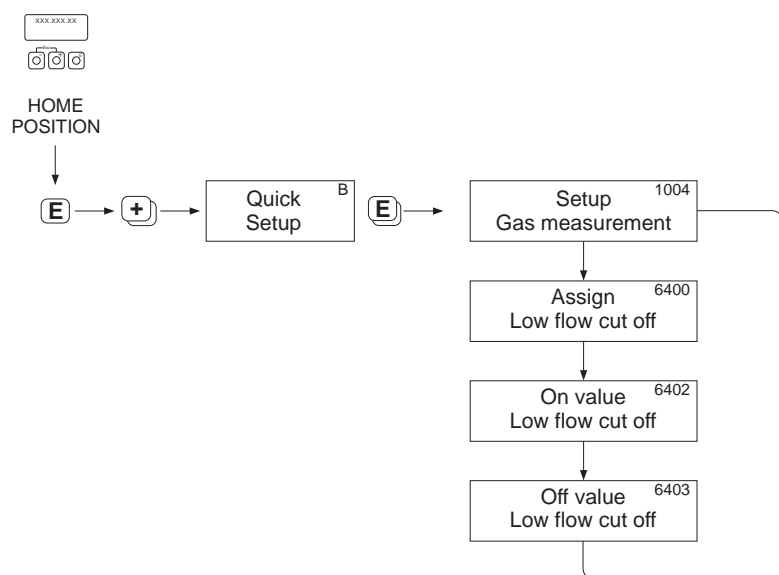 XXX.XXX.XX
Esc
- + E
HOME
POSITION
E
+
Quick
Setup
B
E
Setup
Gas measurement
1004
Assign
Low flow cut off
6400
On value
Low flow cut off
6402
Off value
Low flow cut off
6403